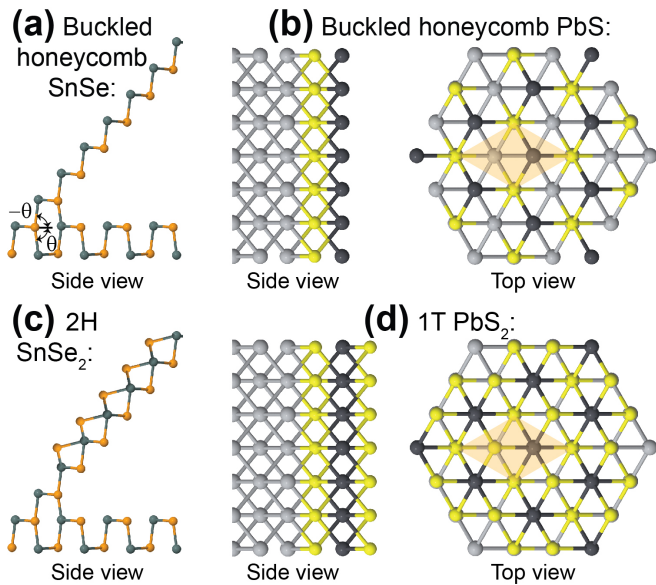 (a) Buckled
honeycomb
SnSe:
−θ
θ
Side view
(b) Buckled honeycomb PbS:
Side view
Top view
(c) 2H
SnSe₂:
Side view
(d) 1T PbS₂:
Side view
Top view